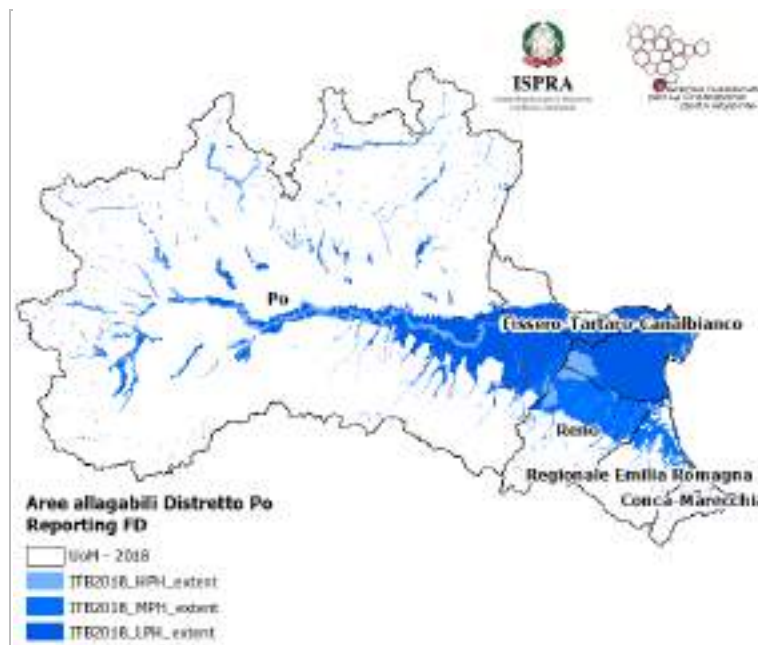 ISPRA
Po
Fissero-Tartaro-Canalbianco
Reno
Regionale Emilia Romagna
Conca-Marecchia
Aree allagabili Distretto Po
Reporting FD
UoM - 2018
ITB2018_HPH_extent
ITB2018_MPH_extent
ITB2018_LPH_extent